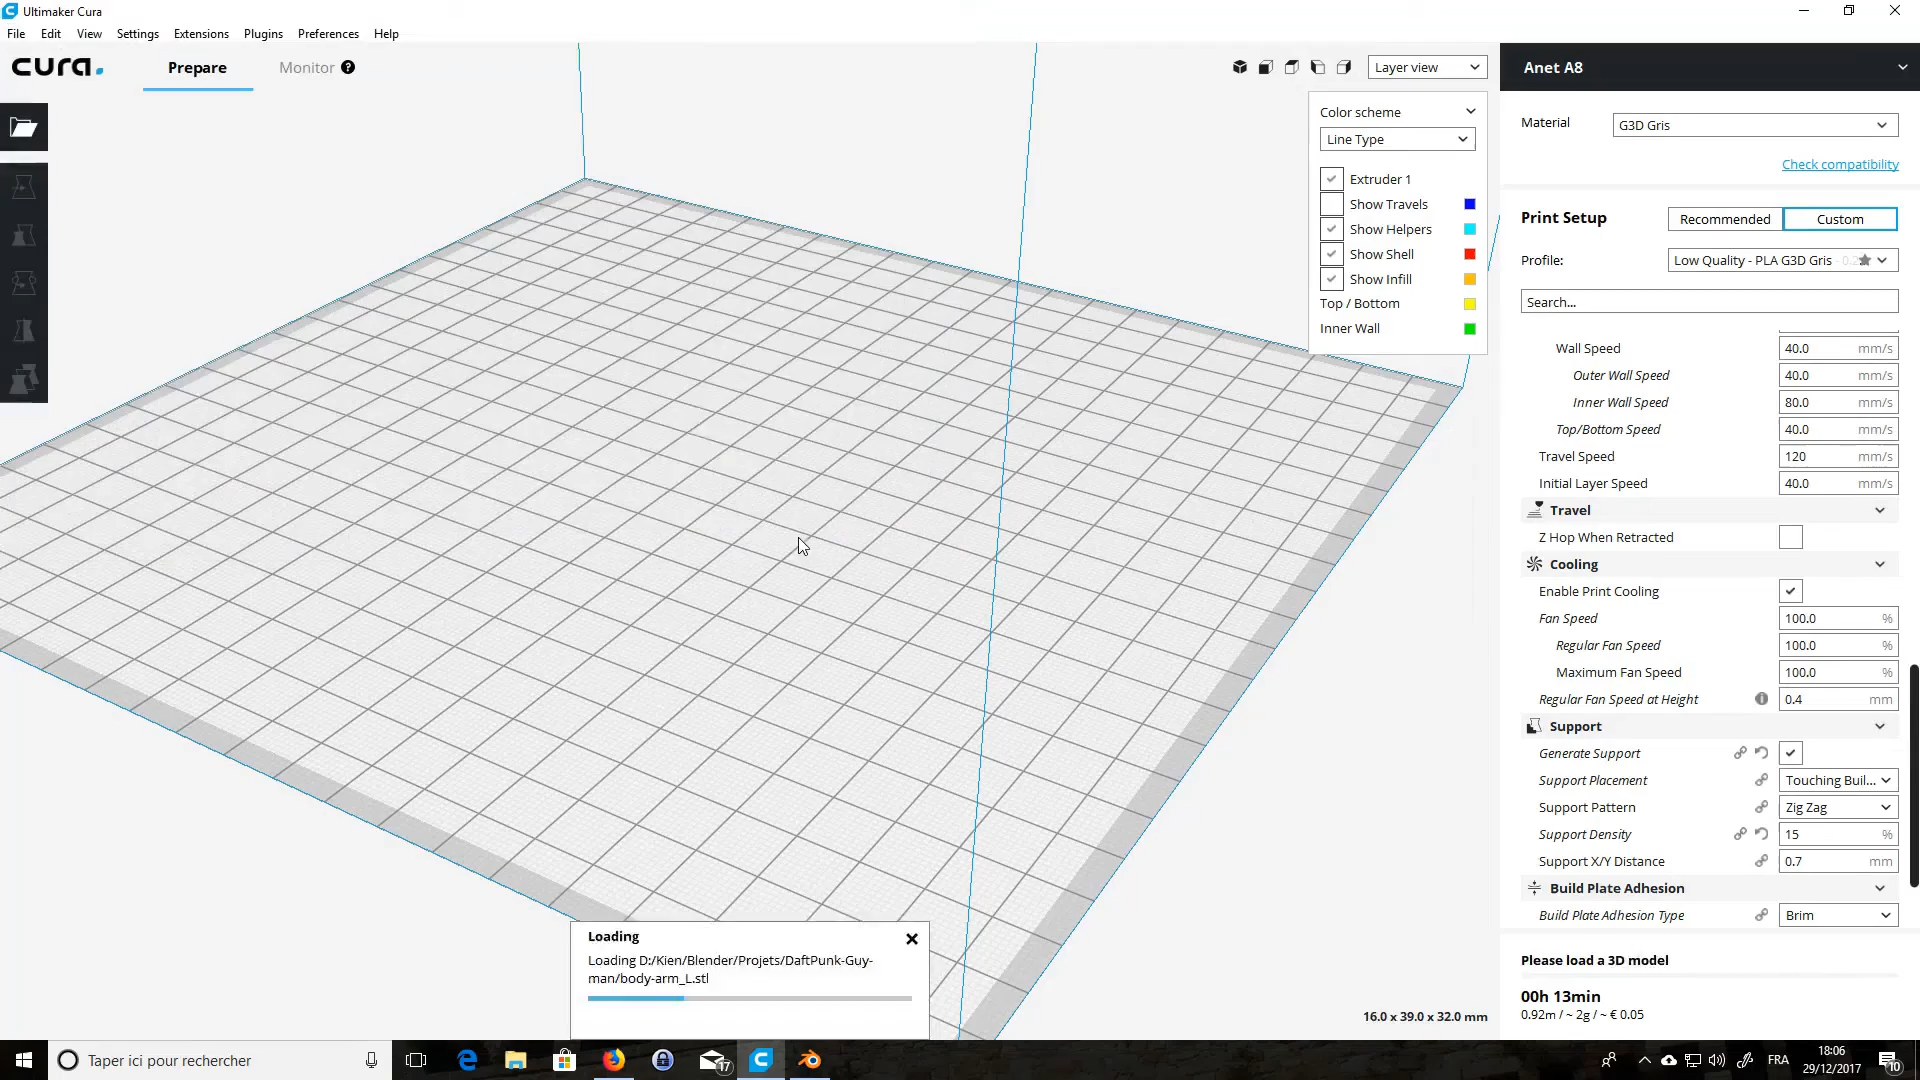 Ultimaker Cura
File Edit View Settings Extensions Plugins Preferences Help
cura.
Prepare
Monitor ?
Layer view
Color scheme
Line Type
Extruder 1
Show Travels
Show Helpers
Show Shell
Show Infill
Top / Bottom
Inner Wall
Anet A8
Material G3D Gris
Check compatibility
Print Setup Recommended Custom
Profile: Low Quality - PLA G3D Gris
Search...
Wall Speed 40.0 mm/s
Outer Wall Speed 40.0 mm/s
Inner Wall Speed 80.0 mm/s
Top/Bottom Speed 40.0 mm/s
Travel Speed 120 mm/s
Initial Layer Speed 40.0 mm/s
Travel
Z Hop When Retracted
Cooling
Enable Print Cooling
Fan Speed 100.0 %
Regular Fan Speed 100.0 %
Maximum Fan Speed 100.0 %
Regular Fan Speed at Height 0.4 mm
Support
Generate Support
Support Placement Touching Buil...
Support Pattern Zig Zag
Support Density 15 %
Support X/Y Distance 0.7 mm
Build Plate Adhesion
Build Plate Adhesion Type Brim
Please load a 3D model
00h 13min
0.92m / ~ 2g / ~ € 0.05
Loading
Loading D:/Kien/Blender/Projets/DaftPunk-Guy-
man/body-arm_L.stl
16.0 x 39.0 x 32.0 mm
Taper ici pour rechercher
17
FRA
18:06
29/12/2017
10